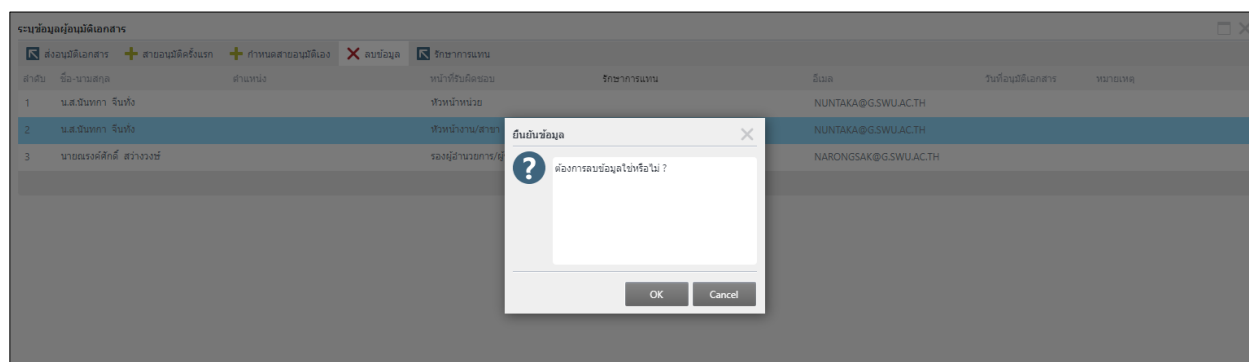 ระบุข้อมูลผู้อนุมัติเอกสาร
ส่งอนุมัติเอกสาร สายอนุมัติครั้งแรก กำหนดสายอนุมัติเอง ลบข้อมูล รักษาการแทน
ลำดับ ชื่อ-นามสกุล ตำแหน่ง หน้าที่รับผิดชอบ รักษาการแทน อีเมล วันที่อนุมัติเอกสาร หมายเหตุ
1 น.ส.นันทกา จีนทั่ง หัวหน้าหน่วย NUNTAKA@G.SWU.AC.TH
2 น.ส.นันทกา จีนทั่ง หัวหน้างาน/สาขา NUNTAKA@G.SWU.AC.TH
3 นายณรงค์ศักดิ์ สว่างวงษ์ รองผู้อำนวยการ/ผู้ NARONGSAK@G.SWU.AC.TH
ยืนยันข้อมูล
ต้องการลบข้อมูลใช่หรือไม่ ?
OK Cancel